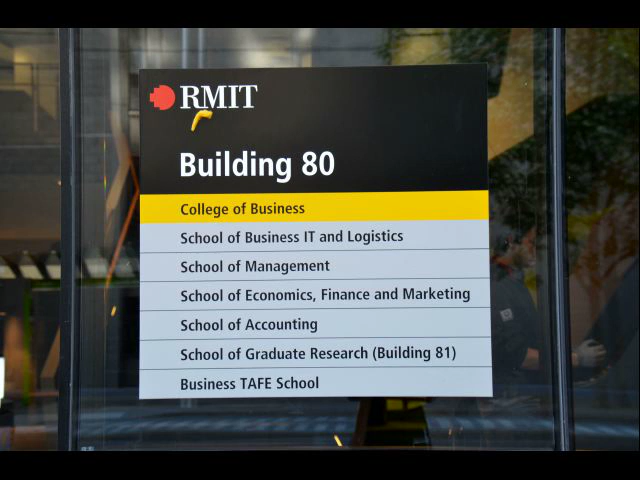 RMIT
Building 80
College of Business
School of Business IT and Logistics
School of Management
School of Economics, Finance and Marketing
School of Accounting
School of Graduate Research (Building 81)
Business TAFE School